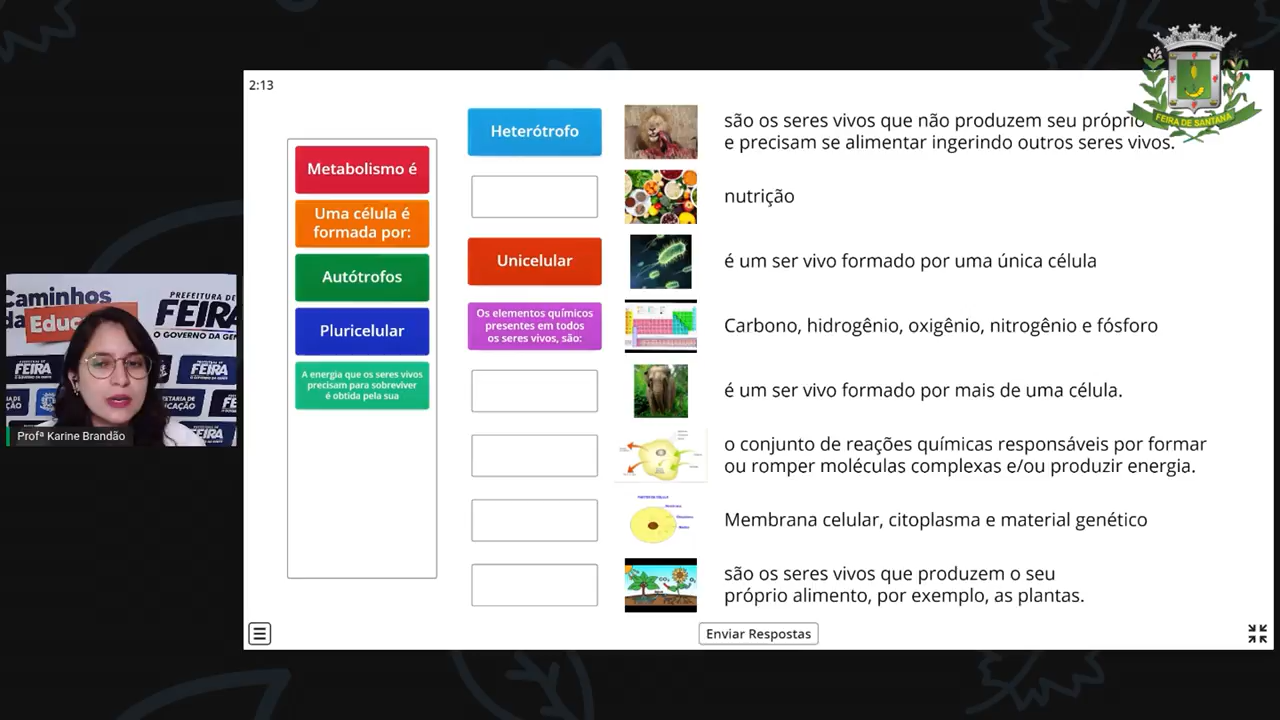 2:13
FEIRA DE SANTANA
Metabolismo é
Uma célula é
formada por:
Autótrofos
Pluricelular
A energia que os seres vivos
precisam para sobreviver
é obtida pela sua
Heterótrofo
são os seres vivos que não produzem seu próprio
e precisam se alimentar ingerindo outros seres vivos.
nutrição
Unicelular
é um ser vivo formado por uma única célula
Os elementos químicos
presentes em todos
os seres vivos, são:
Carbono, hidrogênio, oxigênio, nitrogênio e fósforo
é um ser vivo formado por mais de uma célula.
o conjunto de reações químicas responsáveis por formar
ou romper moléculas complexas e/ou produzir energia.
Membrana celular, citoplasma e material genético
são os seres vivos que produzem o seu
próprio alimento, por exemplo, as plantas.
Enviar Respostas
Caminhos
da Educ
PREFEITURA DE
FEIRA
O GOVERNO DA GEN
FEIRA
FEIRA
FEIRA
Profª Karine Brandão